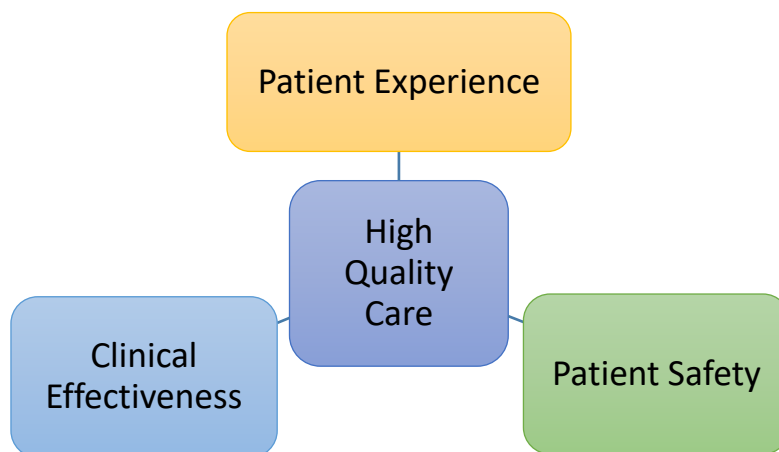 Patient Experience
High
Quality
Care
Clinical
Effectiveness
Patient Safety